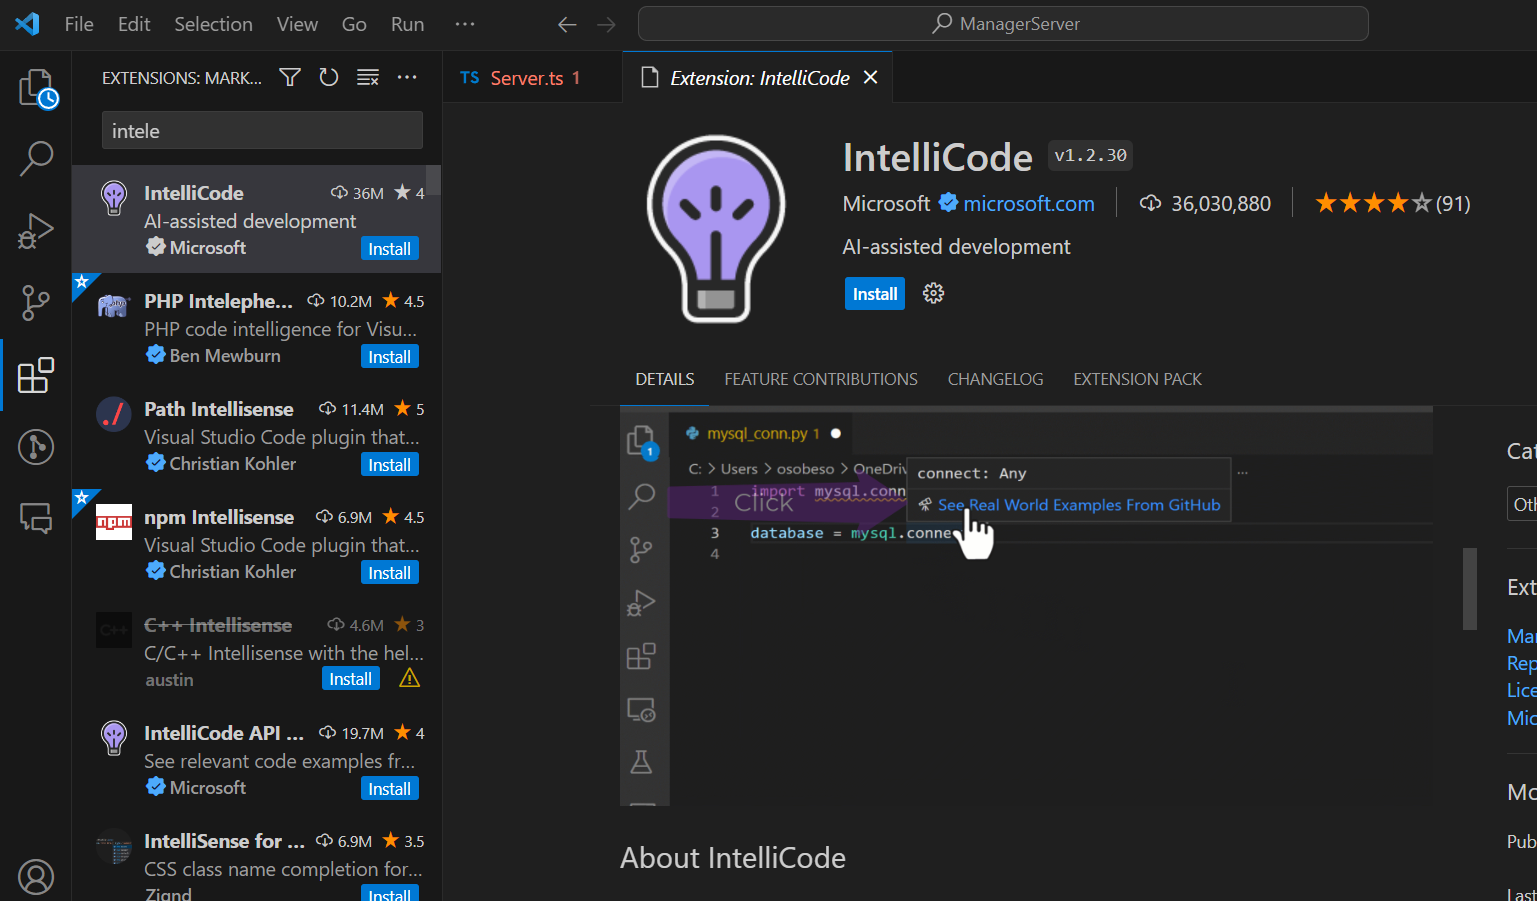 File Edit Selection View Go Run ···
ManagerServer
EXTENSIONS: MARK...
intele
IntelliCode 36M 4
AI-assisted development
Microsoft Install
PHP Intelephe... 10.2M 4.5
PHP code intelligence for Visu...
Ben Mewburn Install
Path Intellisense 11.4M 5
Visual Studio Code plugin that...
Christian Kohler Install
npm Intellisense 6.9M 4.5
Visual Studio Code plugin that...
Christian Kohler Install
C++ Intellisense 4.6M 3
C/C++ Intellisense with the hel...
austin Install
IntelliCode API ... 19.7M 4
See relevant code examples fr...
Microsoft Install
IntelliSense for ... 6.9M 3.5
CSS class name completion for...
Zignd Install
TS Server.ts 1
Extension: IntelliCode
IntelliCode v1.2.30
Microsoft microsoft.com 36,030,880 (91)
AI-assisted development
Install
DETAILS FEATURE CONTRIBUTIONS CHANGELOG EXTENSION PACK
mysql_conn.py 1
C: > Users > osobeso > OneDriv
connect: Any
See Real World Examples From GitHub
Click
1 import mysql.conn
2
3 database = mysql.conne
4
About IntelliCode
Cat
Oth
Ext
Mar
Rep
Lice
Mic
Mo
Pub
Last